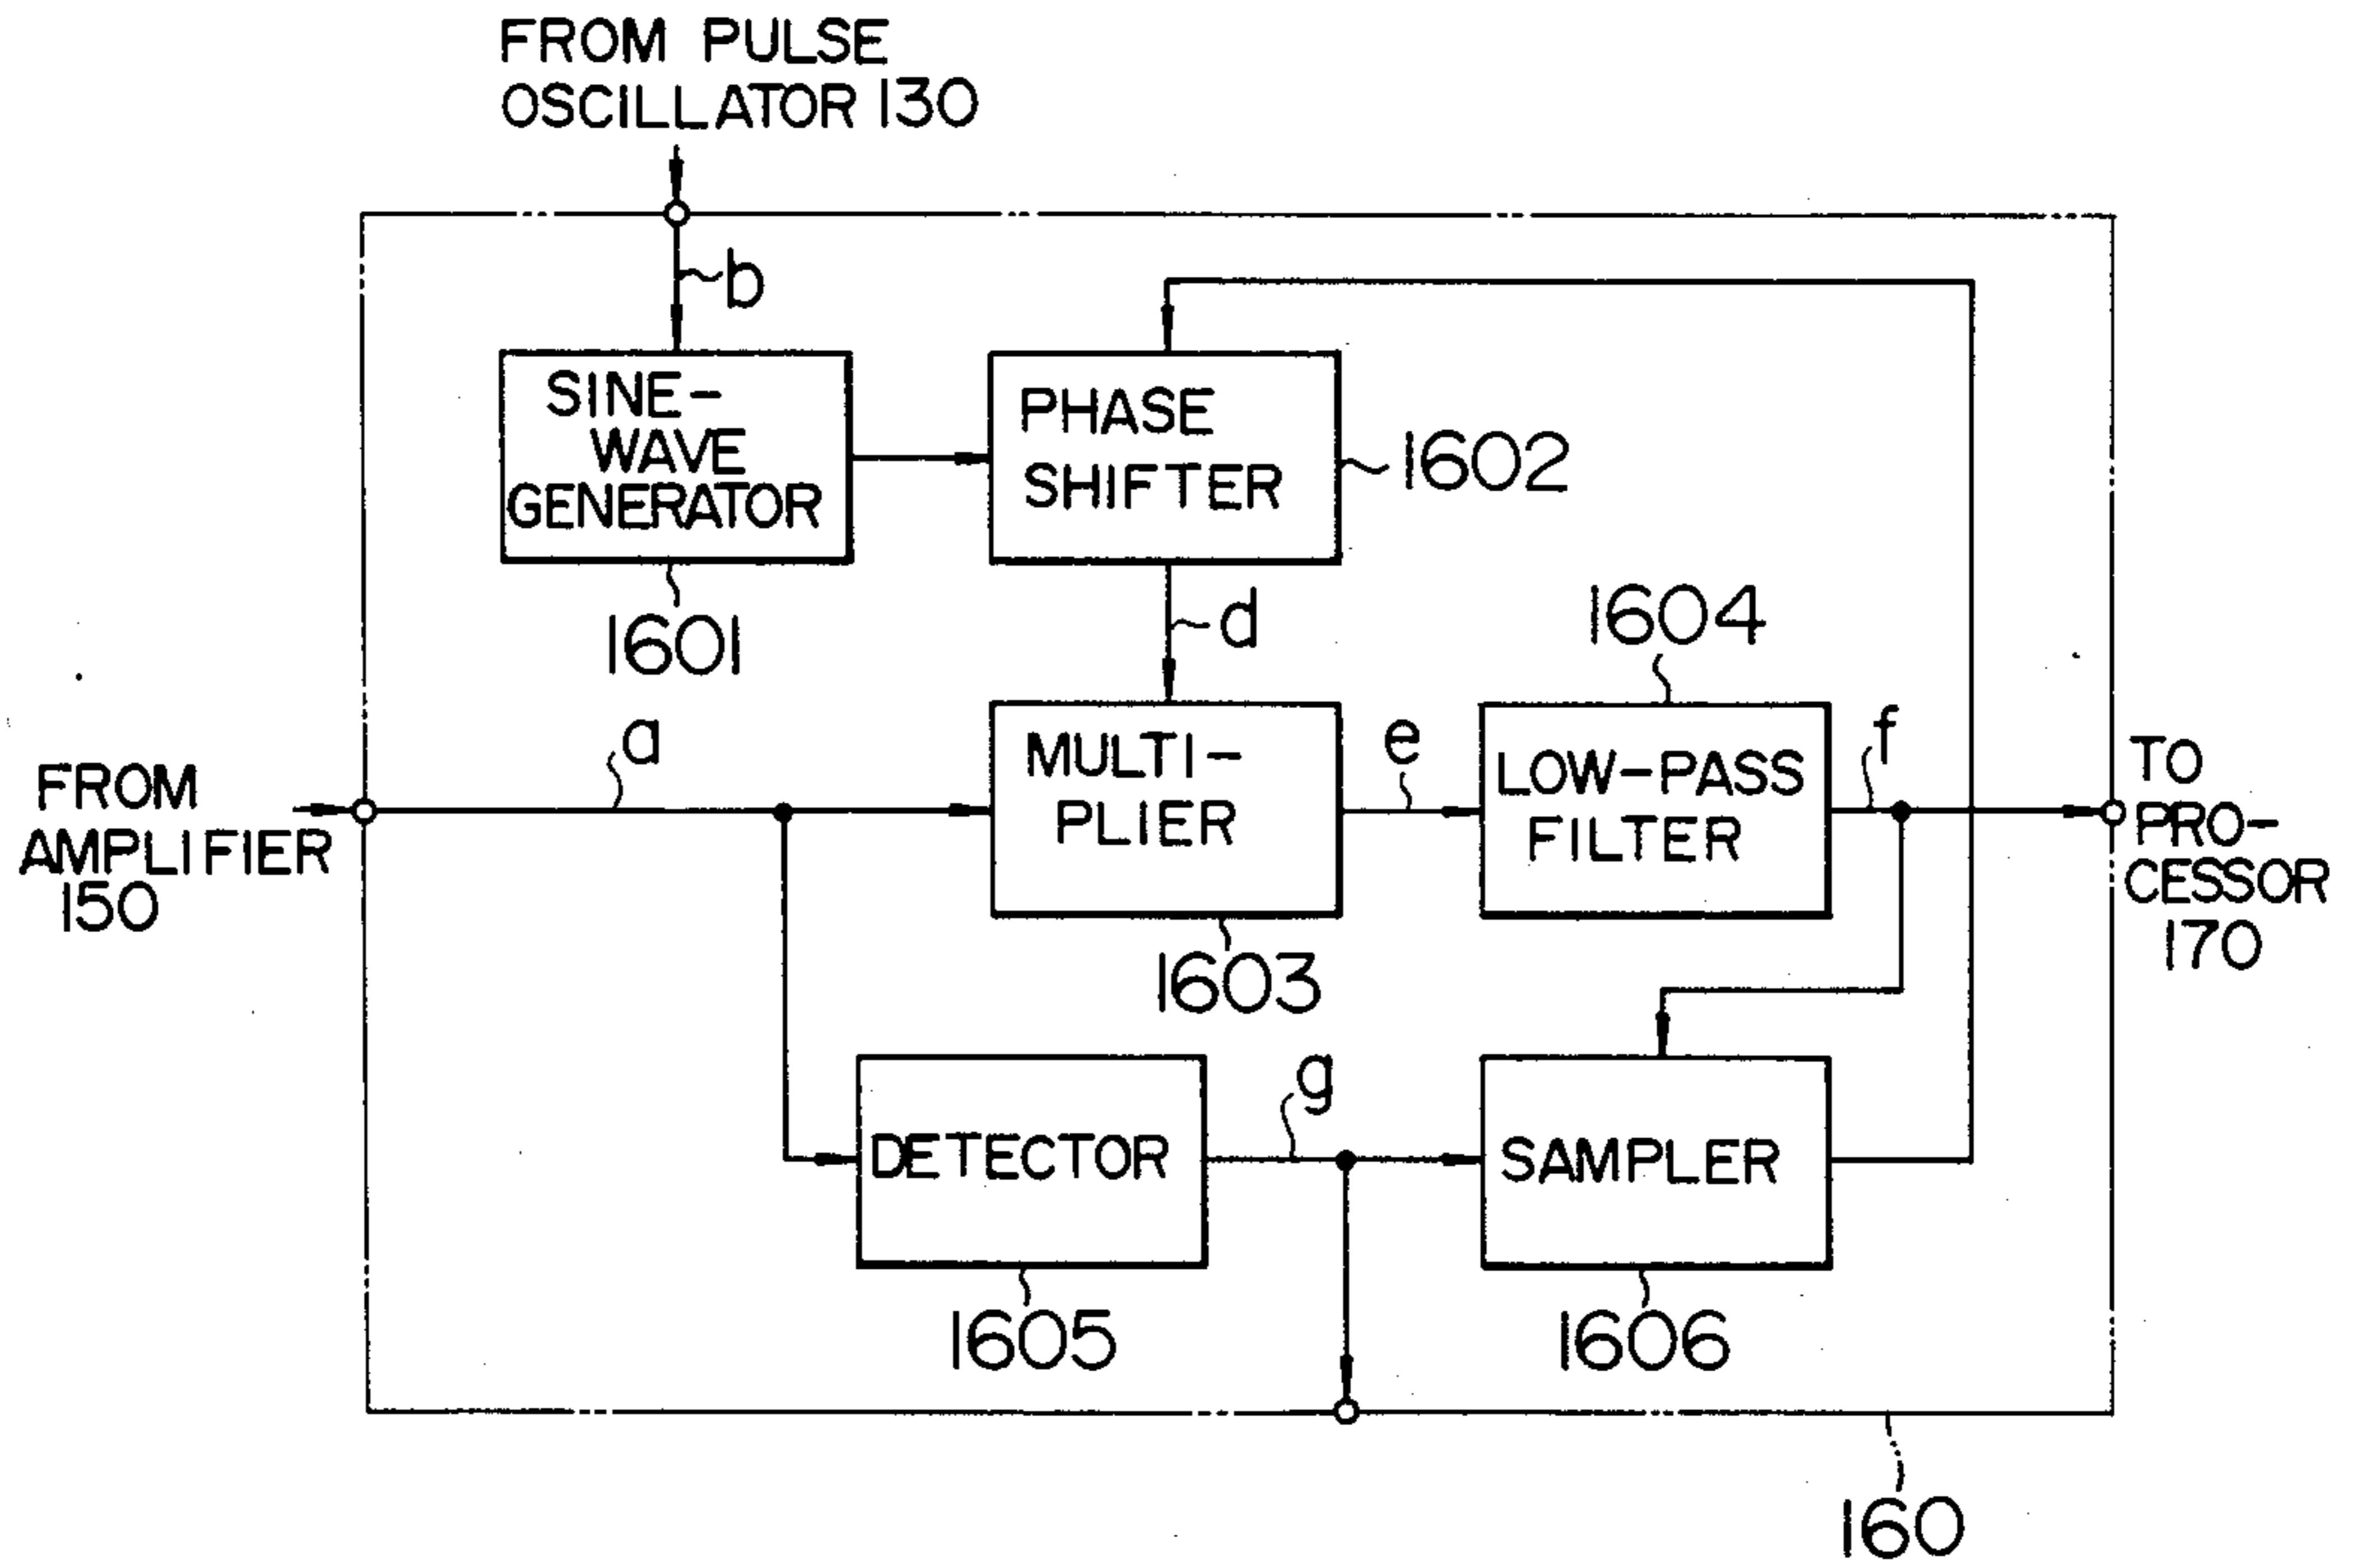 FROM PULSE
OSCILLATOR 130
b
SINE-
WAVE
GENERATOR
1601
PHASE
SHIFTER
1602
d
1604
FROM
AMPLIFIER
150
a
MULTI-
PLIER
1603
e
LOW-PASS
FILTER
f
TO
PRO-
CESSOR
170
DETECTOR
1605
g
SAMPLER
1606
160